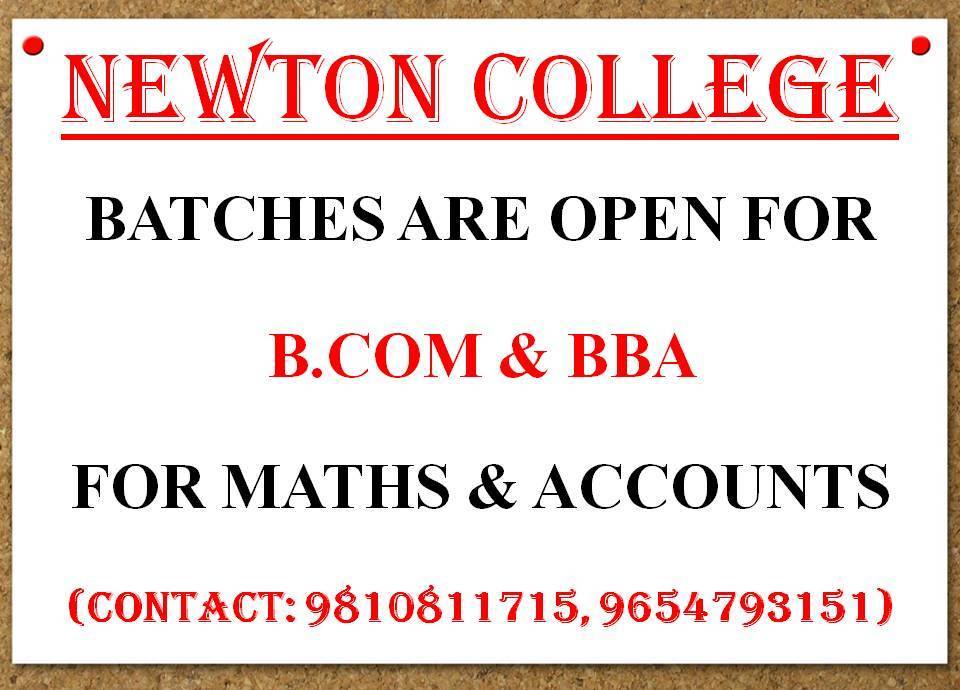 NEWTON COLLEGE
BATCHES ARE OPEN FOR
B.COM & BBA
FOR MATHS & ACCOUNTS
(CONTACT: 9810811715, 9654793151)